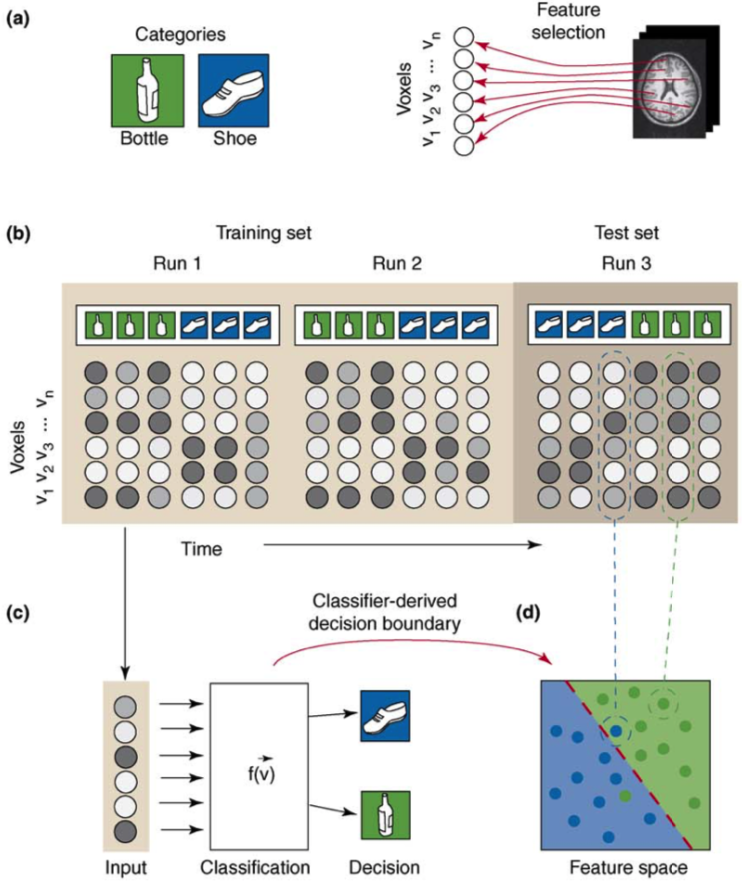 (a)
Categories
Bottle
Shoe
Feature
selection
Voxels
v1 v2 v3 ... vn
(b)
Training set
Test set
Run 1
Run 2
Run 3
Voxels
v1 v2 v3 ... vn
Time
(c)
Classifier-derived
decision boundary
(d)
f(v)
Input
Classification
Decision
Feature space